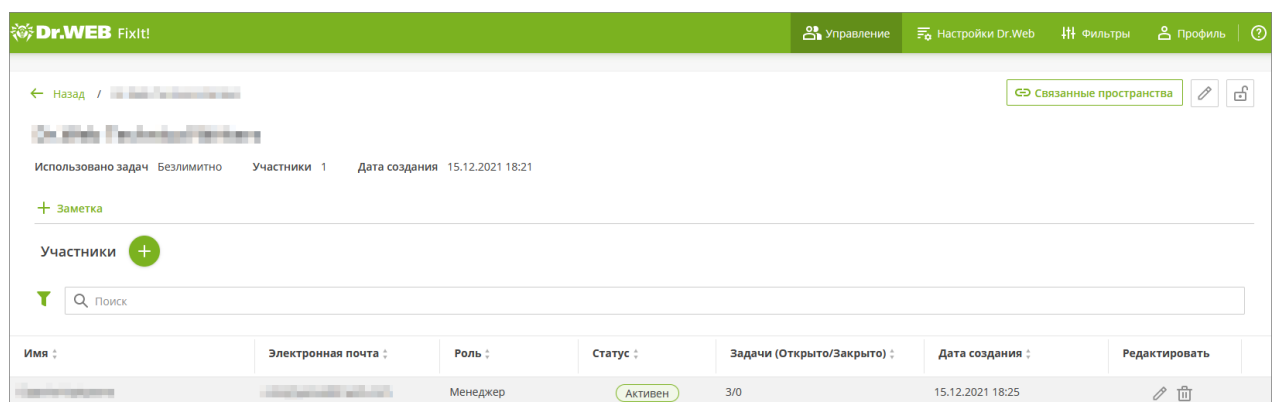 Dr.WEB FixIt!
Управление
Настройки Dr.Web
Фильтры
Профиль
Назад /
Связанные пространства
Использовано задач Безлимитно Участники 1 Дата создания 15.12.2021 18:21
+ Заметка
Участники
Поиск
Имя Электронная почта Роль Статус Задачи (Открыто/Закрыто) Дата создания Редактировать
Менеджер Активен 3/0 15.12.2021 18:25